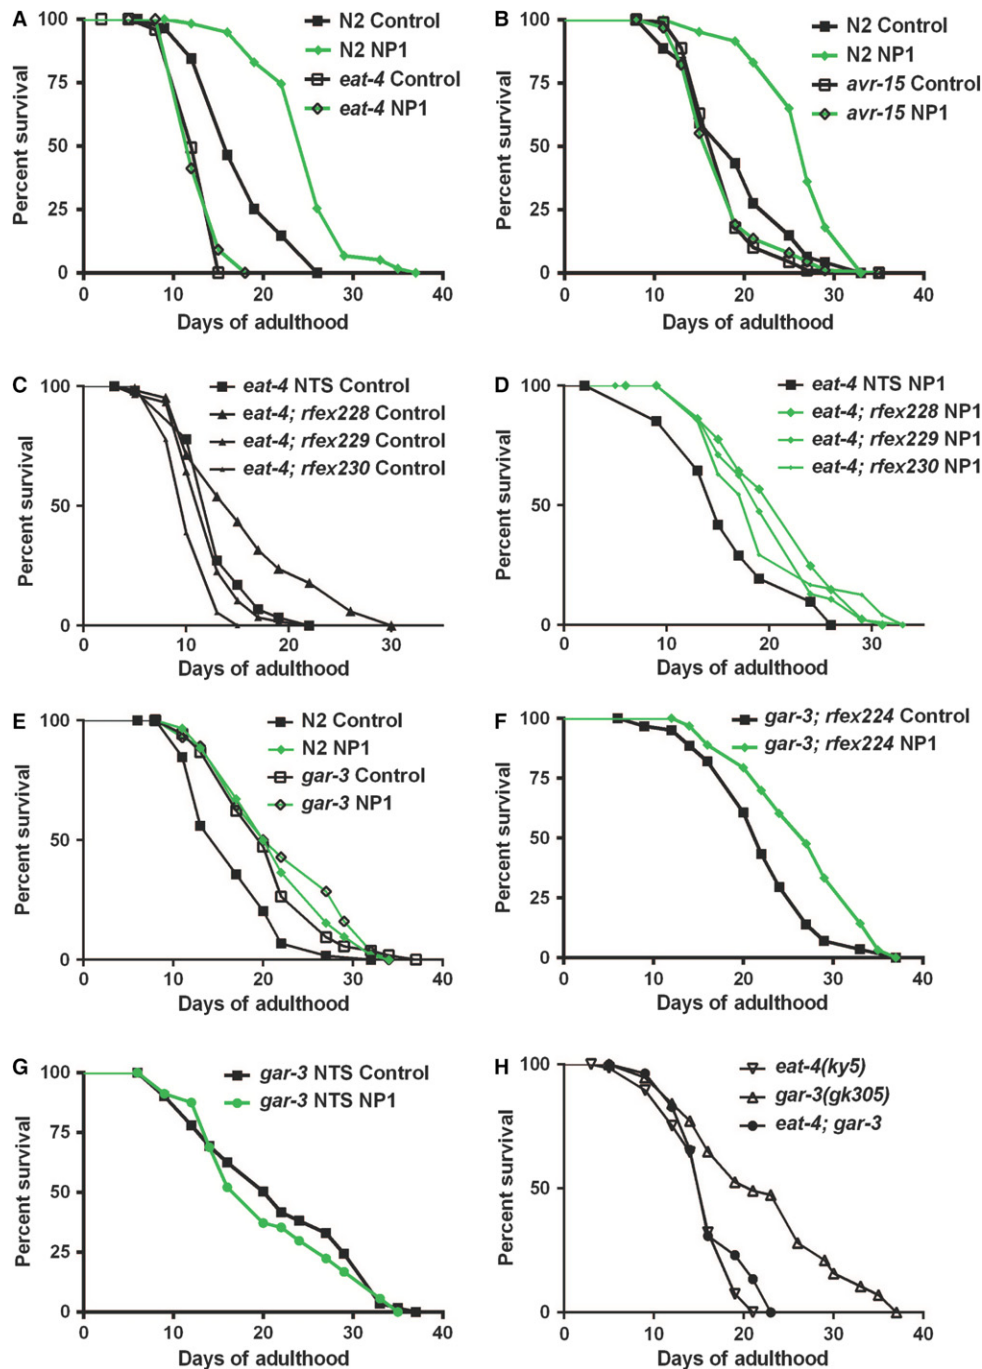 A
Percent survival
100
75
50
25
0
0 10 20 30 40
Days of adulthood
N2 Control
N2 NP1
eat-4 Control
eat-4 NP1
B
Percent survival
100
75
50
25
0
0 10 20 30 40
Days of adulthood
N2 Control
N2 NP1
avr-15 Control
avr-15 NP1
C
Percent survival
100
50
0
0 10 20 30
Days of adulthood
eat-4 NTS Control
eat-4; rfex228 Control
eat-4; rfex229 Control
eat-4; rfex230 Control
D
Percent survival
100
50
0
0 10 20 30
Days of adulthood
eat-4 NTS NP1
eat-4; rfex228 NP1
eat-4; rfex229 NP1
eat-4; rfex230 NP1
E
Percent survival
100
50
0
0 10 20 30 40
Days of adulthood
N2 Control
N2 NP1
gar-3 Control
gar-3 NP1
F
Percent survival
100
75
50
25
0
0 10 20 30 40
Days of adulthood
gar-3; rfex224 Control
gar-3; rfex224 NP1
G
Percent survival
100
75
50
25
0
0 10 20 30 40
Days of adulthood
gar-3 NTS Control
gar-3 NTS NP1
H
Percent survival
100
50
0
0 10 20 30 40
Days of adulthood
eat-4(ky5)
gar-3(gk305)
eat-4; gar-3